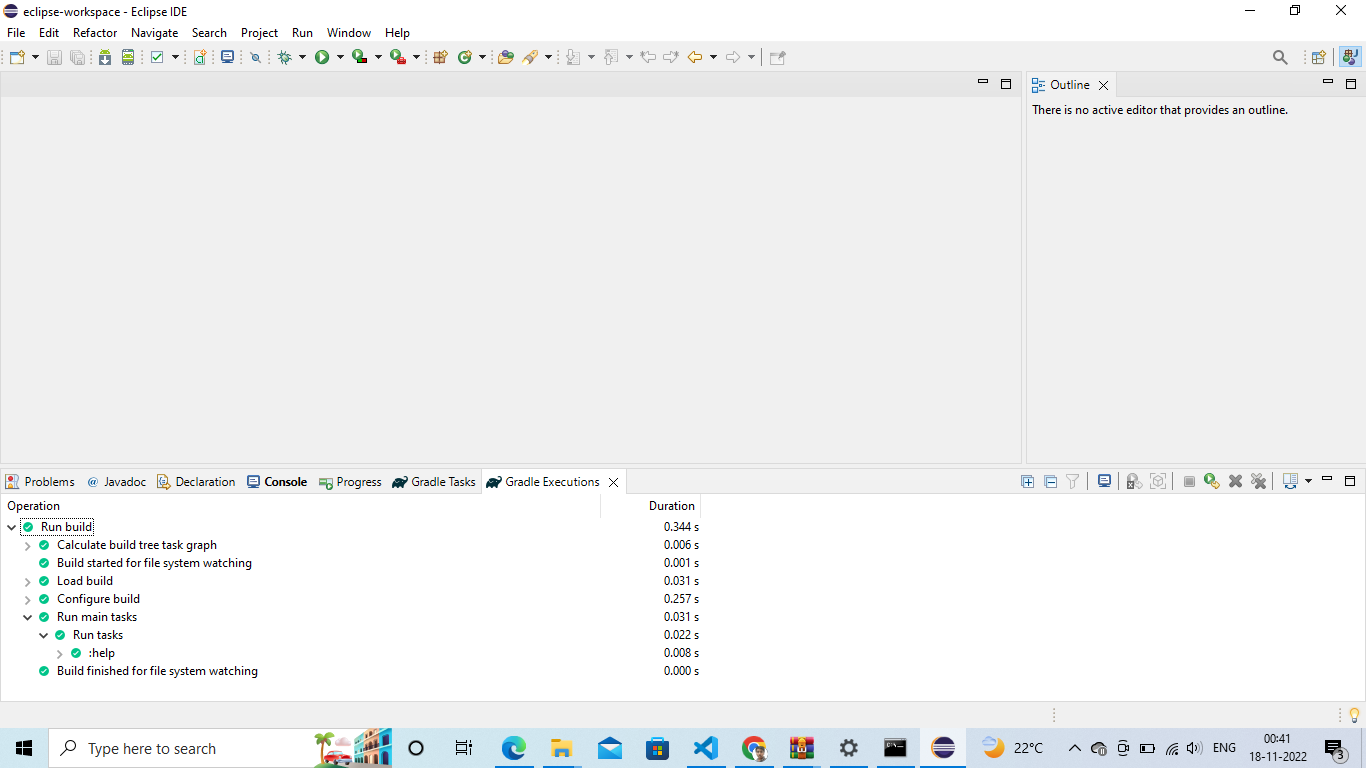 eclipse-workspace - Eclipse IDE
File Edit Refactor Navigate Search Project Run Window Help
Outline
There is no active editor that provides an outline.
Problems @ Javadoc Declaration Console Progress Gradle Tasks Gradle Executions
Operation Duration
Run build 0.344 s
Calculate build tree task graph 0.006 s
Build started for file system watching 0.001 s
Load build 0.031 s
Configure build 0.257 s
Run main tasks 0.031 s
Run tasks 0.022 s
:help 0.008 s
Build finished for file system watching 0.000 s
Type here to search
22°C
ENG
00:41
18-11-2022
3